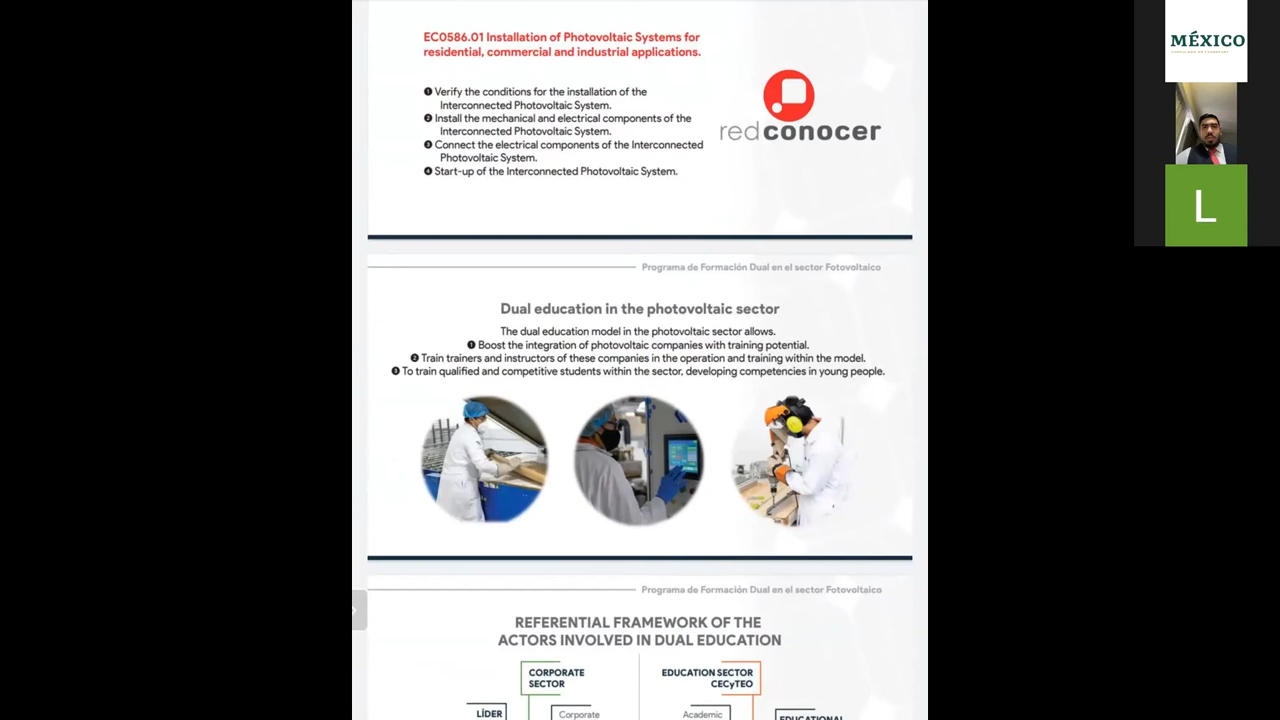 EC0586.01 Installation of Photovoltaic Systems for
residential, commercial and industrial applications.
❶ Verify the conditions for the installation of the
Interconnected Photovoltaic System.
❷ Install the mechanical and electrical components of the
Interconnected Photovoltaic System.
❸ Connect the electrical components of the Interconnected
Photovoltaic System.
❹ Start-up of the Interconnected Photovoltaic System.
redconocer
Programa de Formación Dual en el sector Fotovoltaico
Dual education in the photovoltaic sector
The dual education model in the photovoltaic sector allows.
❶ Boost the integration of photovoltaic companies with training potential.
❷ Train trainers and instructors of these companies in the operation and training within the model.
❸ To train qualified and competitive students within the sector, developing competencies in young people.
Programa de Formación Dual en el sector Fotovoltaico
REFERENTIAL FRAMEWORK OF THE
ACTORS INVOLVED IN DUAL EDUCATION
CORPORATE
SECTOR
EDUCATION SECTOR
CECyTEO
LÍDER
Corporate
Academic
EDUCATIONAL
MÉXICO
L